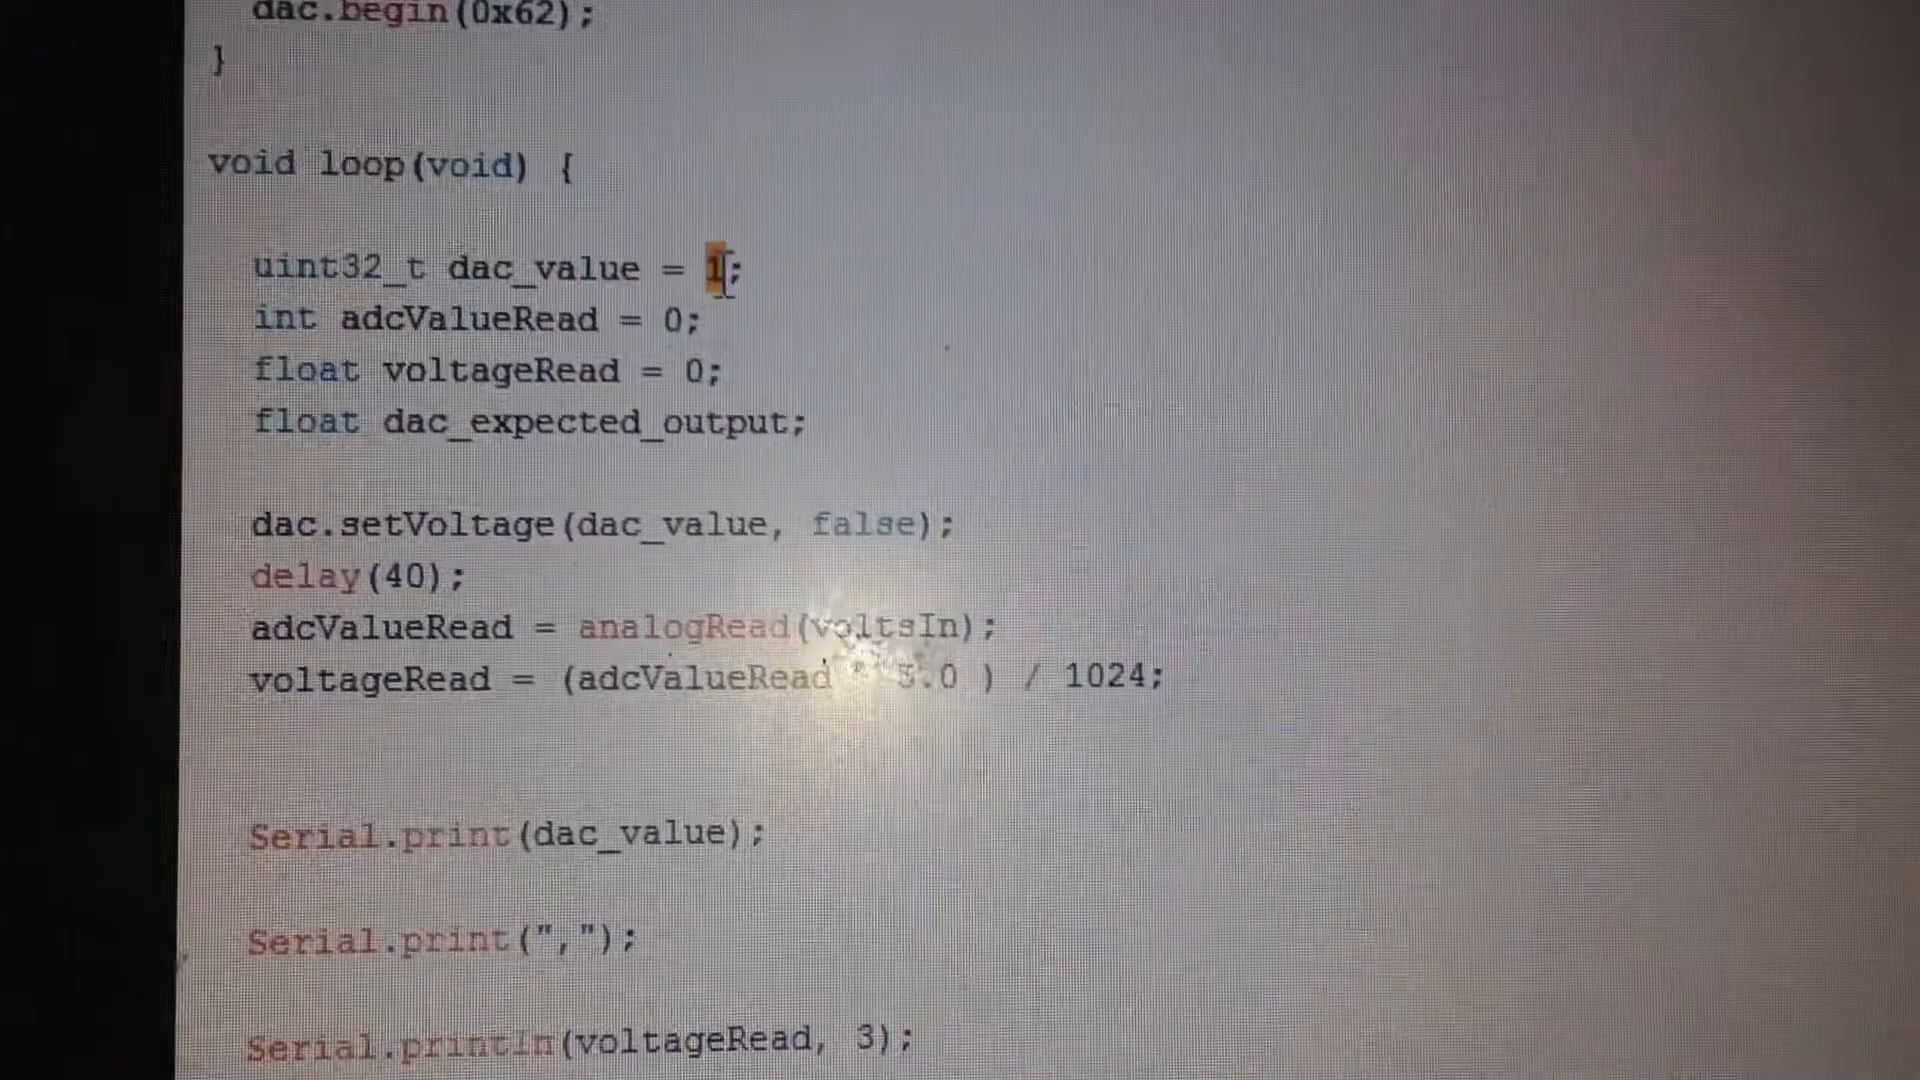 dac.begin(0x62);
}
void loop(void) {
uint32_t dac_value = 1;
int adcValueRead = 0;
float voltageRead = 0;
float dac_expected_output;
dac.setVoltage(dac_value, false);
delay(40);
adcValueRead = analogRead(voltsIn);
voltageRead = (adcValueRead * 5.0 ) / 1024;
Serial.print(dac_value);
Serial.print(",");
Serial.println(voltageRead, 3);